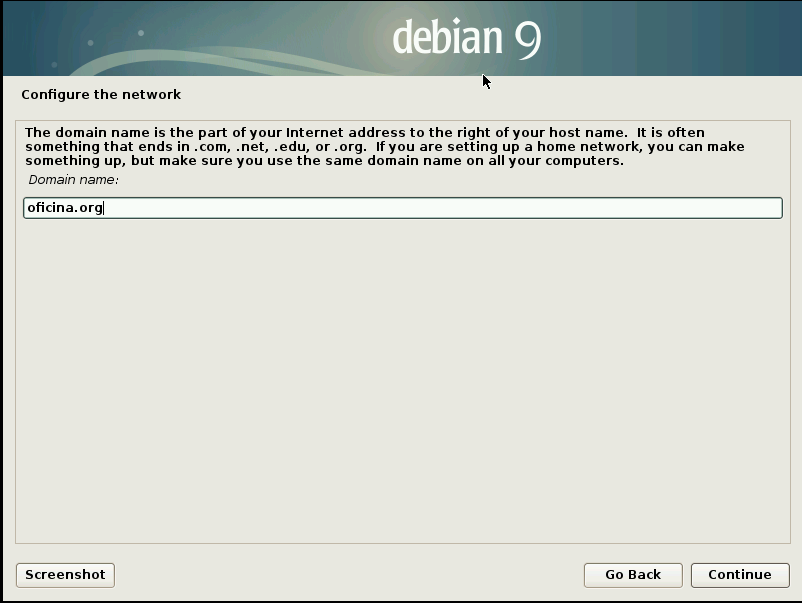 debian 9
Configure the network
The domain name is the part of your Internet address to the right of your host name.  It is often
something that ends in .com, .net, .edu, or .org.  If you are setting up a home network, you can make
something up, but make sure you use the same domain name on all your computers.
Domain name:
oficina.org
Screenshot
Go Back
Continue